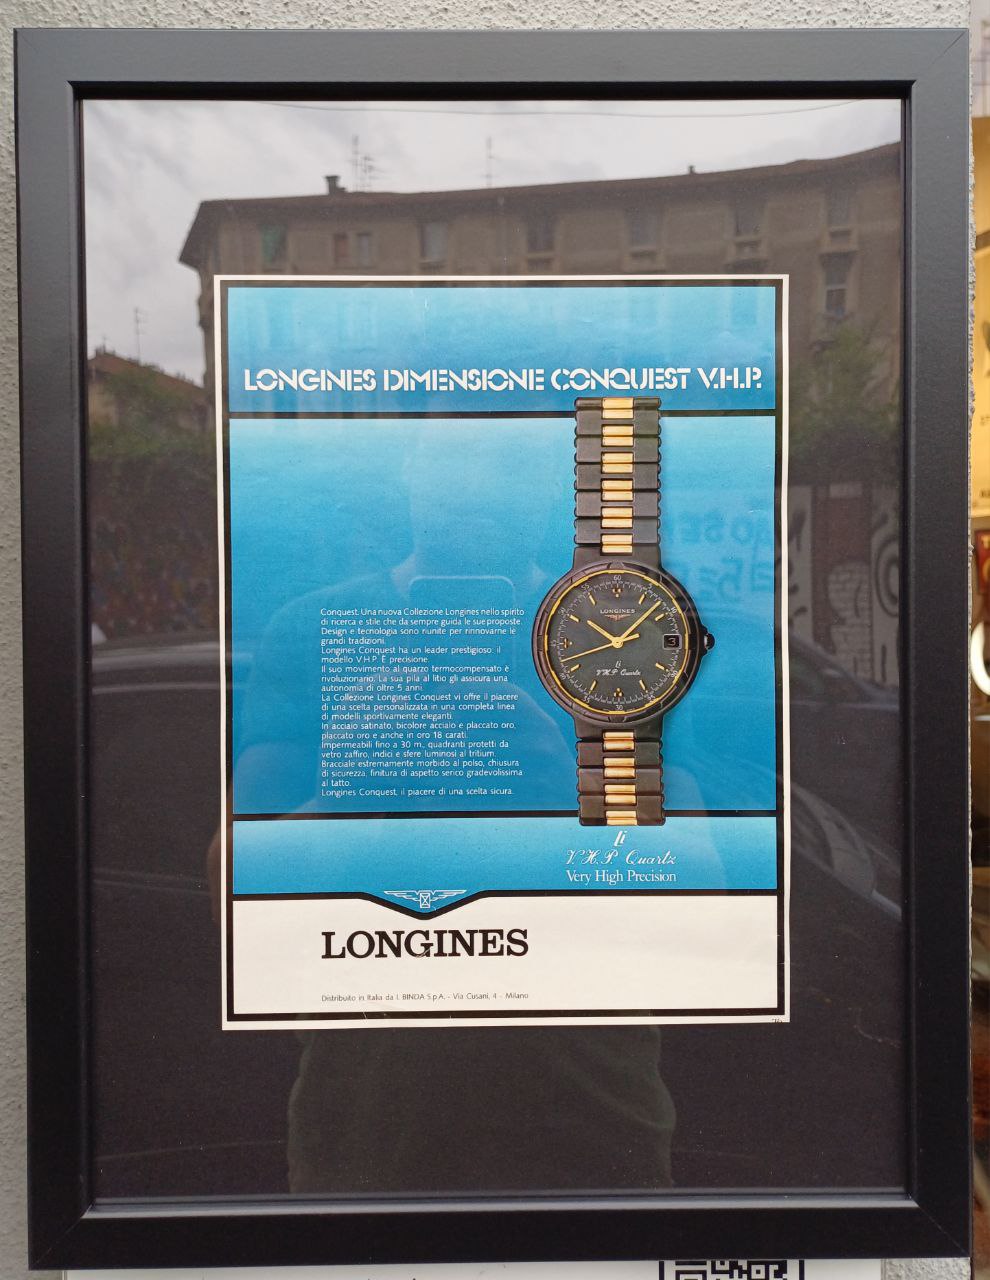 LONGINES DIMENSIONE CONQUEST V.H.P.
Conquest. Una nuova Collezione Longines nello spirito
di ricerca e stile che da sempre guida le sue proposte.
Design e tecnologia sono riunite per rinnovarne le
grandi tradizioni.
Longines Conquest ha un leader prestigioso: il
modello V.H.P. È precisione.
Il suo movimento al quarzo termocompensato è
rivoluzionario. La sua pila al litio gli assicura una
autonomia di oltre 5 anni.
La Collezione Longines Conquest vi offre il piacere
di una scelta personalizzata in una completa linea
di modelli sportivamente eleganti.
In acciaio satinato, bicolore acciaio e placcato oro,
placcato oro e anche in oro 18 carati.
Impermeabili fino a 30 m., quadranti protetti da
vetro zaffiro, indici e sfere luminosi al tritium.
Bracciale estremamente morbido al polso, chiusura
di sicurezza, finitura di aspetto serico gradevolissima
al tatto.
Longines Conquest, il piacere di una scelta sicura.
60
LONGINES
3
Li
V.H.P. Quartz
30
Li
V.H.P. Quartz
Very High Precision
LONGINES
Distribuito in Italia da I. BINDA S.p.A. - Via Cusani, 4 - Milano